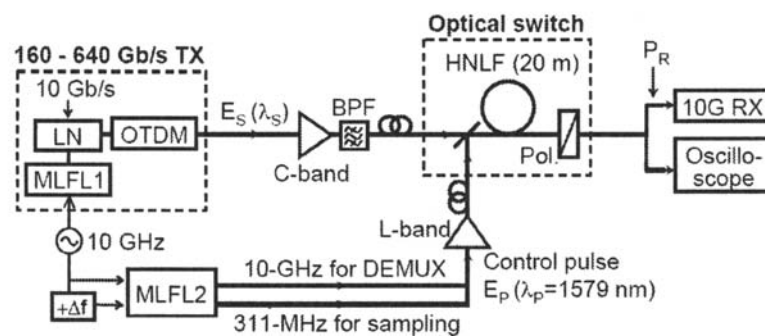 Optical switch
160 - 640 Gb/s TX
HNLF (20 m)
P_R
10 Gb/s
E_S (λ_S)
BPF
10G RX
LN
OTDM
Pol.
Oscillo-
scope
C-band
MLFL1
L-band
10 GHz
10-GHz for DEMUX
Control pulse
MLFL2
E_P (λ_P=1579 nm)
+Δf
311-MHz for sampling